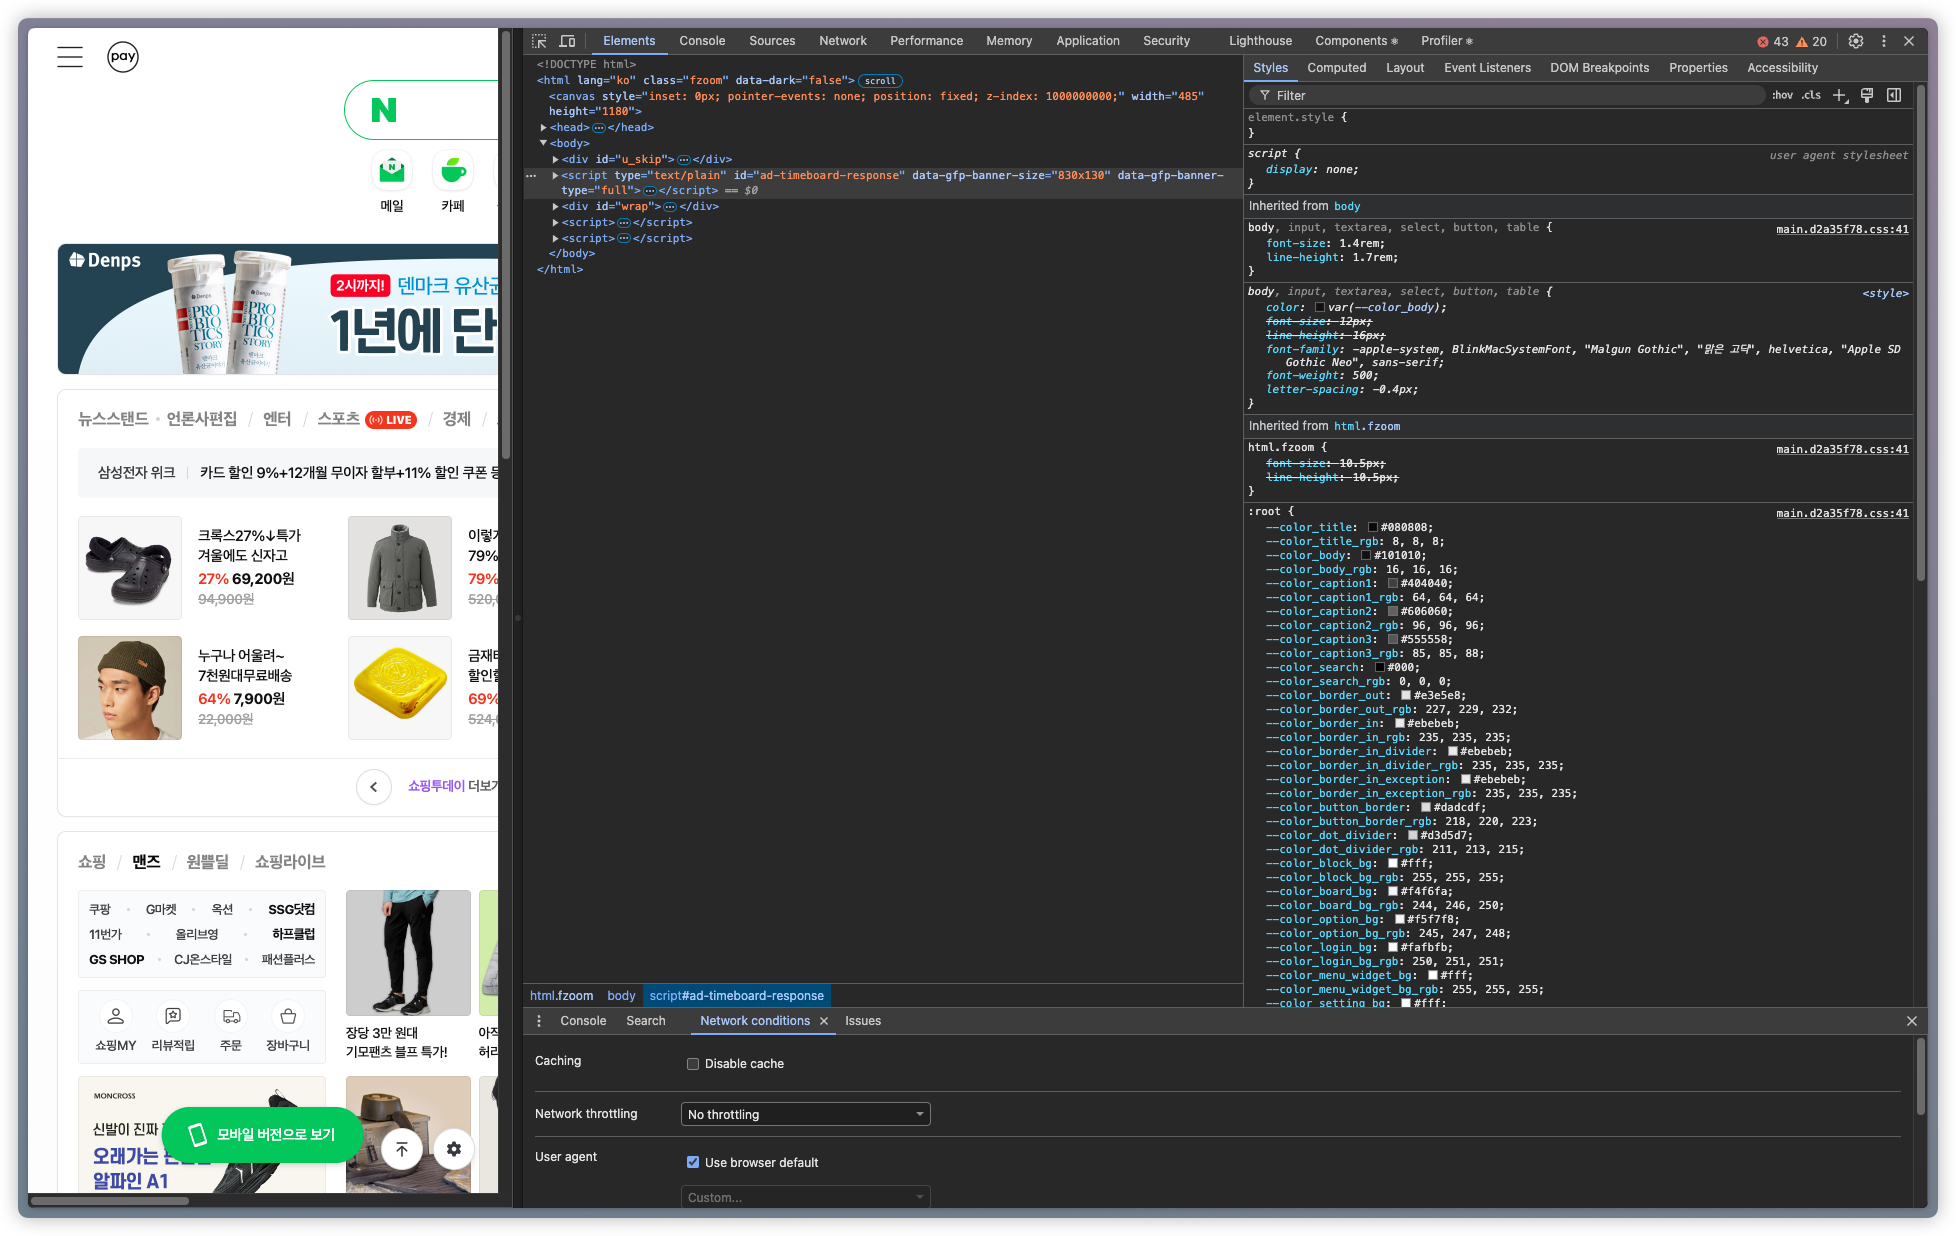 pay
N
메일
카페
Denps
2시까지! 덴마크 유산균
1년에 단
뉴스스탠드 · 언론사편집 / 엔터 / 스포츠 LIVE / 경제 /
삼성전자 위크 | 카드 할인 9%+12개월 무이자 할부+11% 할인 쿠폰 등
크록스27%↓특가
겨울에도 신자고
27% 69,200원
94,900원
이렇게
79%
79%
520,
누구나 어울려~
7천원대무료배송
64% 7,900원
22,000원
금재테
할인할
69%
524,
쇼핑투데이 더보기
쇼핑 / 맨즈 / 원쁠딜 / 쇼핑라이브
쿠팡 · G마켓 · 옥션 · SSG닷컴
11번가 · 올리브영 · 하프클럽
GS SHOP · CJ온스타일 · 패션플러스
쇼핑MY 리뷰적립 주문 장바구니
장당 3만 원대
기모팬츠 블프 특가!
아직
허리
MONCROSS
신발이 진짜
오래가는
알파인 A1
모바일 버전으로 보기
Elements Console Sources Network Performance Memory Application Security Lighthouse Components Profiler 43 20
<!DOCTYPE html>
<html lang="ko" class="fzoom" data-dark="false"> scroll
<canvas style="inset: 0px; pointer-events: none; position: fixed; z-index: 1000000000;" width="485"
height="1180">
<head>…</head>
<body>
<div id="u_skip">…</div>
<script type="text/plain" id="ad-timeboard-response" data-gfp-banner-size="830x130" data-gfp-banner-
type="full">…</script> == $0
<div id="wrap">…</div>
<script>…</script>
<script>…</script>
</body>
</html>
html.fzoom body script#ad-timeboard-response
Styles Computed Layout Event Listeners DOM Breakpoints Properties Accessibility
Filter :hov .cls
element.style {
}
script { user agent stylesheet
display: none;
}
Inherited from body
body, input, textarea, select, button, table { main.d2a35f78.css:41
font-size: 1.4rem;
line-height: 1.7rem;
}
body, input, textarea, select, button, table { <style>
color: var(--color_body);
font-size: 12px;
line-height: 16px;
font-family: -apple-system, BlinkMacSystemFont, "Malgun Gothic", "맑은 고딕", helvetica, "Apple SD
Gothic Neo", sans-serif;
font-weight: 500;
letter-spacing: -0.4px;
}
Inherited from html.fzoom
html.fzoom { main.d2a35f78.css:41
font-size: 10.5px;
line-height: 10.5px;
}
:root { main.d2a35f78.css:41
--color_title: #080808;
--color_title_rgb: 8, 8, 8;
--color_body: #101010;
--color_body_rgb: 16, 16, 16;
--color_caption1: #404040;
--color_caption1_rgb: 64, 64, 64;
--color_caption2: #606060;
--color_caption2_rgb: 96, 96, 96;
--color_caption3: #555558;
--color_caption3_rgb: 85, 85, 88;
--color_search: #000;
--color_search_rgb: 0, 0, 0;
--color_border_out: #e3e5e8;
--color_border_out_rgb: 227, 229, 232;
--color_border_in: #ebebeb;
--color_border_in_rgb: 235, 235, 235;
--color_border_in_divider: #ebebeb;
--color_border_in_divider_rgb: 235, 235, 235;
--color_border_in_exception: #ebebeb;
--color_border_in_exception_rgb: 235, 235, 235;
--color_button_border: #dadcdf;
--color_button_border_rgb: 218, 220, 223;
--color_dot_divider: #d3d5d7;
--color_dot_divider_rgb: 211, 213, 215;
--color_block_bg: #fff;
--color_block_bg_rgb: 255, 255, 255;
--color_board_bg: #f4f6fa;
--color_board_bg_rgb: 244, 246, 250;
--color_option_bg: #f5f7f8;
--color_option_bg_rgb: 245, 247, 248;
--color_login_bg: #fafbfb;
--color_login_bg_rgb: 250, 251, 251;
--color_menu_widget_bg: #fff;
--color_menu_widget_bg_rgb: 255, 255, 255;
--color_setting_bg: #fff;
Console Search Network conditions Issues
Caching Disable cache
Network throttling No throttling
User agent Use browser default
Custom...